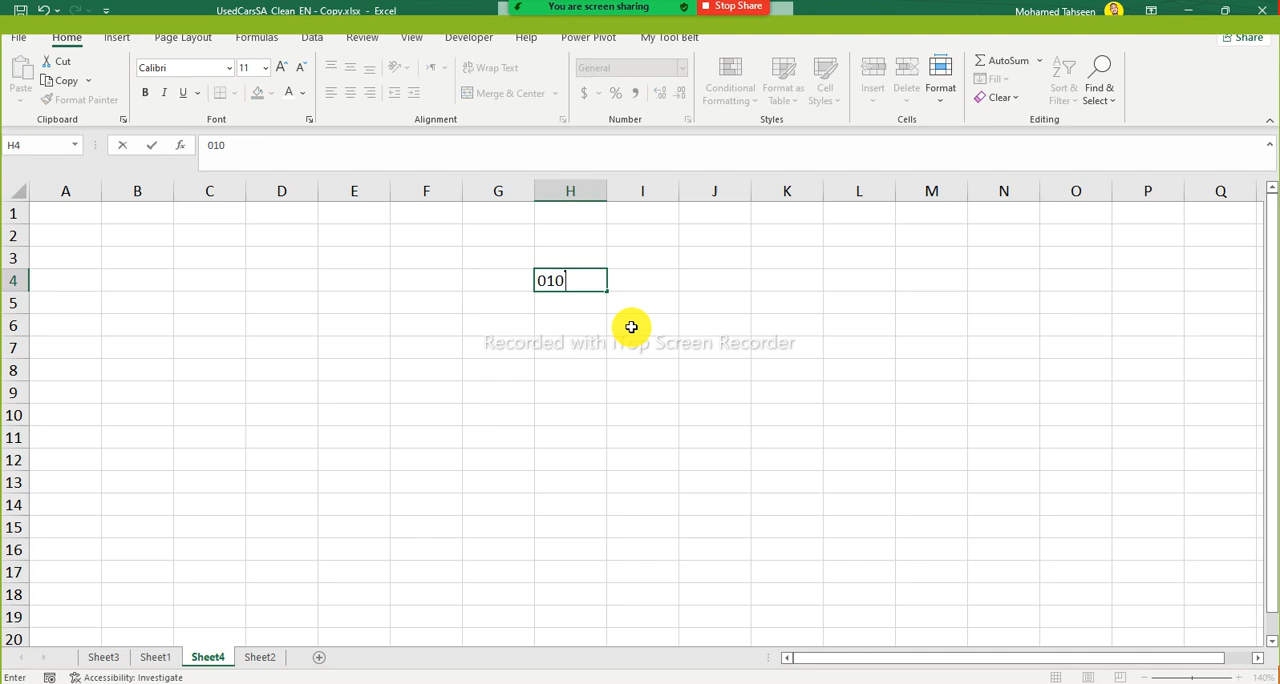 UsedCarsSA_Clean_EN - Copy.xlsx - Excel
You are screen sharing
Stop Share
Mohamed Tahseen
File Home Insert Page Layout Formulas Data Review View Developer Help Power Pivot My Tool Belt
Share
Paste
Cut
Copy
Format Painter
Clipboard
Calibri 11
B I U A
Font
Wrap Text
Merge & Center
Alignment
General
$ % ,
Number
Conditional Formatting
Format as Table
Cell Styles
Styles
Insert Delete Format
Cells
AutoSum
Fill
Clear
Sort & Filter
Find & Select
Editing
H4 fx 010
A B C D E F G H I J K L M N O P Q
1
2
3
4 010
5
6
7
Recorded with iTop Screen Recorder
8
9
10
11
12
13
14
15
16
17
18
19
20
Sheet3 Sheet1 Sheet4 Sheet2
Enter Accessibility: Investigate 140%